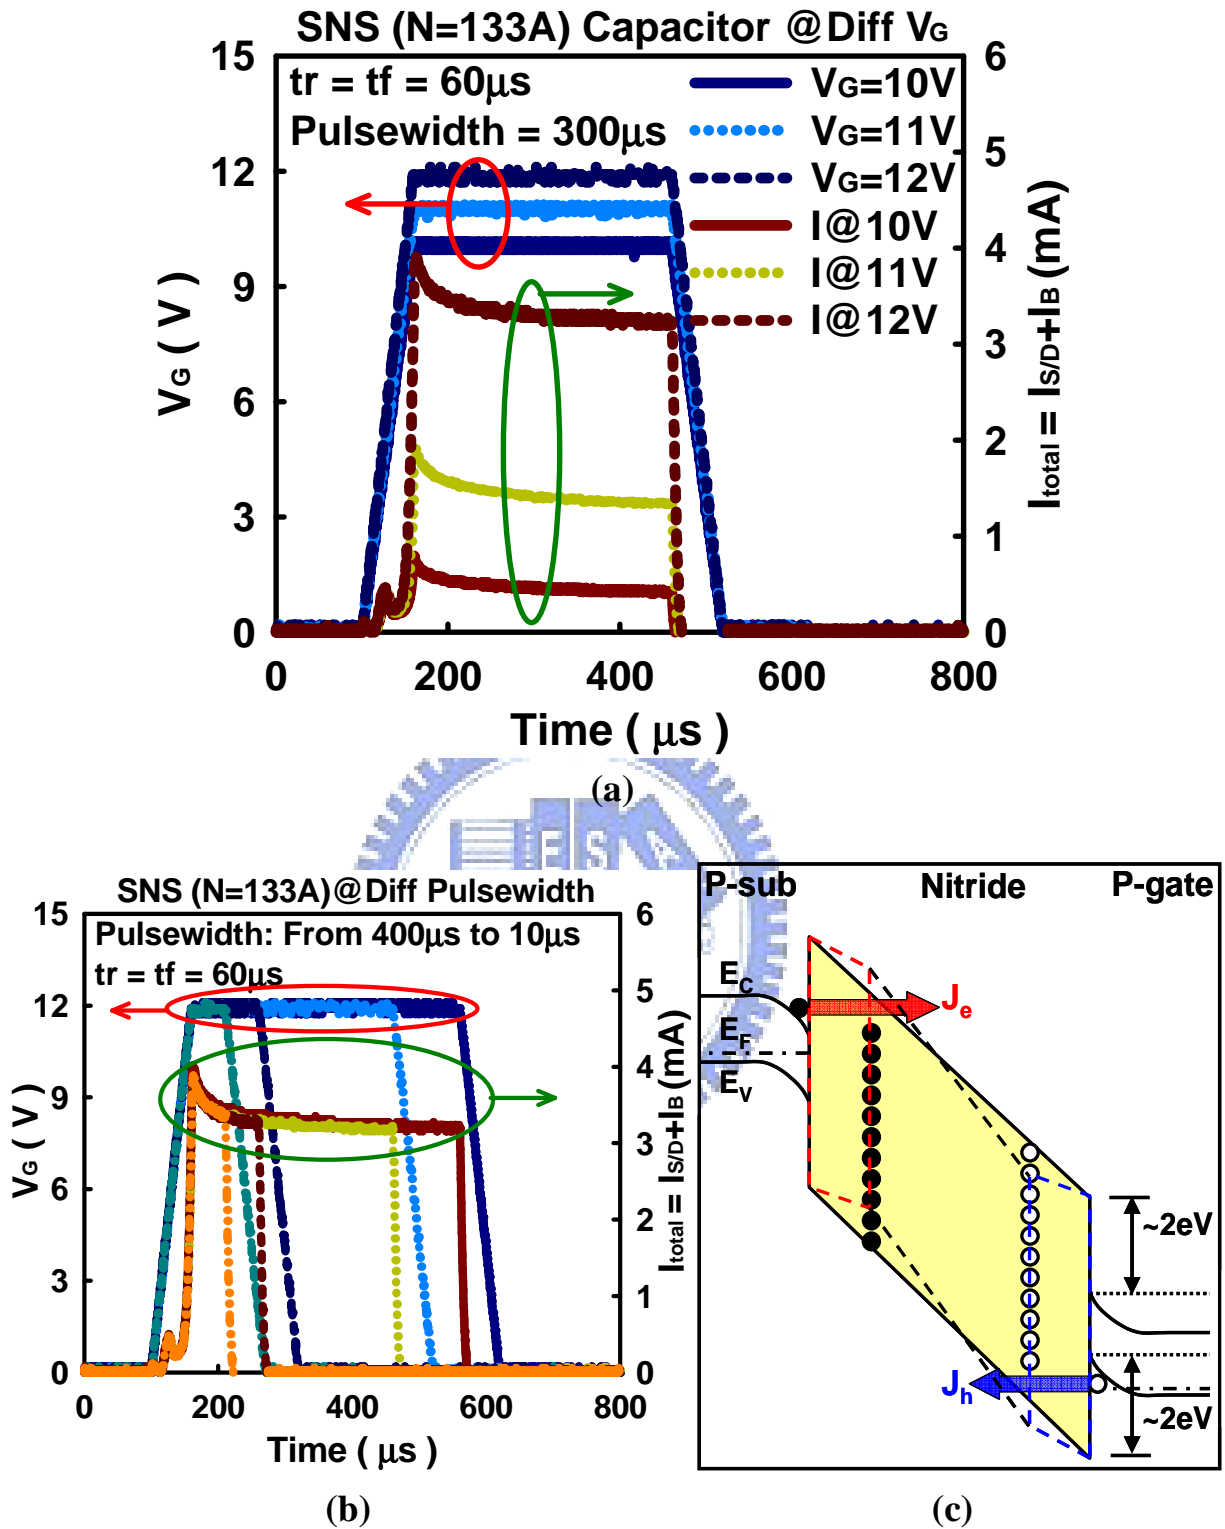 SNS (N=133A) Capacitor @Diff VG
tr = tf = 60μs
Pulsewidth = 300μs
VG=10V
VG=11V
VG=12V
I@10V
I@11V
I@12V
15
12
9
6
3
0
VG ( V )
6
5
4
3
2
1
0
Itotal = IS/D+IB (mA)
0 200 400 600 800
Time ( μs )
(a)
SNS (N=133A)@Diff Pulsewidth
Pulsewidth: From 400μs to 10μs
tr = tf = 60μs
15
12
9
6
3
0
VG ( V )
6
5
4
3
2
1
0
Itotal = IS/D+IB (mA)
0 200 400 600 800
Time ( μs )
(b)
P-sub Nitride P-gate
EC
EF
EV
Je
Jh
~2eV
~2eV
(c)
ESA